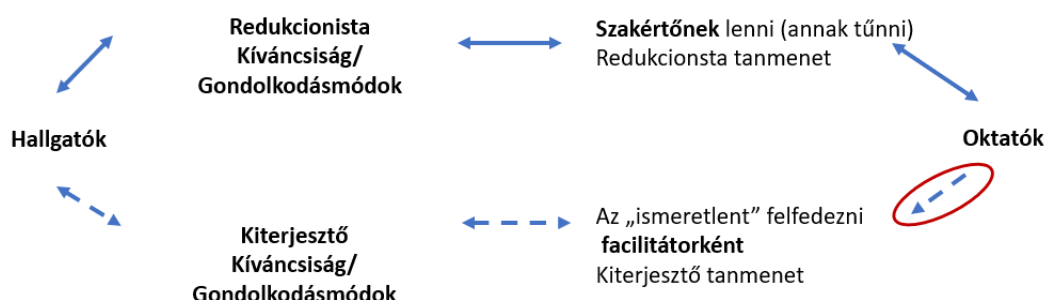 Redukcionista
Kíváncsiság/
Gondolkodásmódok
Szakértőnek lenni (annak tűnni)
Redukcionsta tanmenet
Hallgatók
Oktatók
Kiterjesztő
Kíváncsiság/
Gondolkodásmódok
Az „ismeretlent” felfedezni
facilitátorként
Kiterjesztő tanmenet